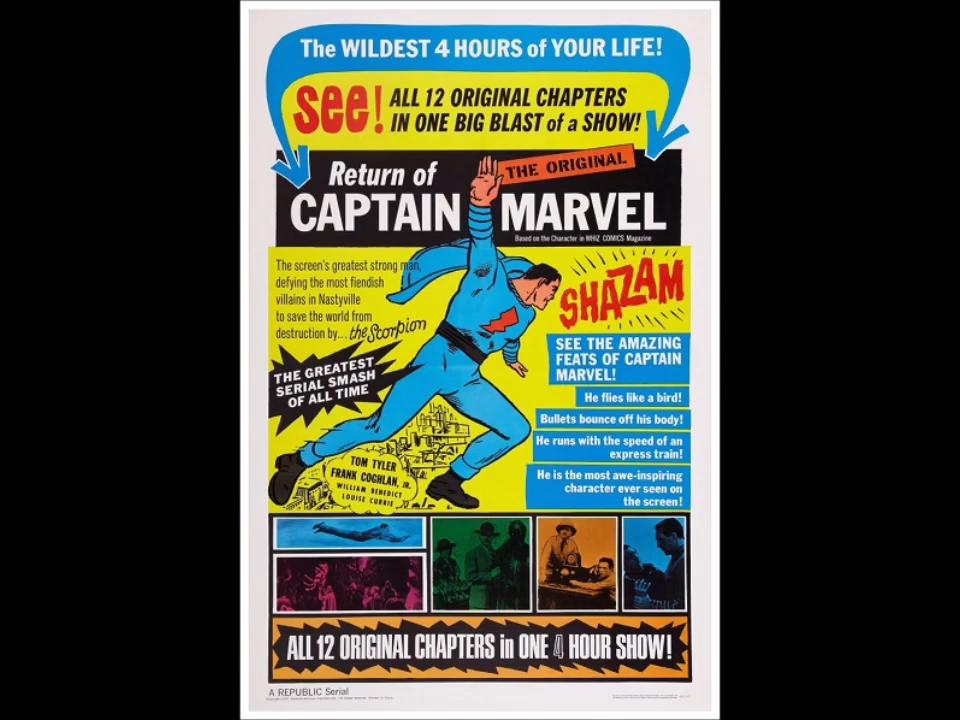 The WILDEST 4 HOURS of YOUR LIFE!
See! ALL 12 ORIGINAL CHAPTERS
IN ONE BIG BLAST of a SHOW!
Return of
THE ORIGINAL
CAPTAIN MARVEL
Based on the Character in WHIZ COMICS Magazine
The screen's greatest strong man,
defying the most fiendish
villains in Nastyville
to save the world from
destruction by... the Scorpion
THE GREATEST
SERIAL SMASH
OF ALL TIME
SHAZAM
SEE THE AMAZING
FEATS OF CAPTAIN
MARVEL!
He flies like a bird!
Bullets bounce off his body!
He runs with the speed of an
express train!
He is the most awe-inspiring
character ever seen on
the screen!
TOM TYLER
FRANK COGHLAN, JR.
WILLIAM BENEDICT
LOUISE CURRIE
ALL 12 ORIGINAL CHAPTERS in ONE 4 HOUR SHOW!
A REPUBLIC Serial